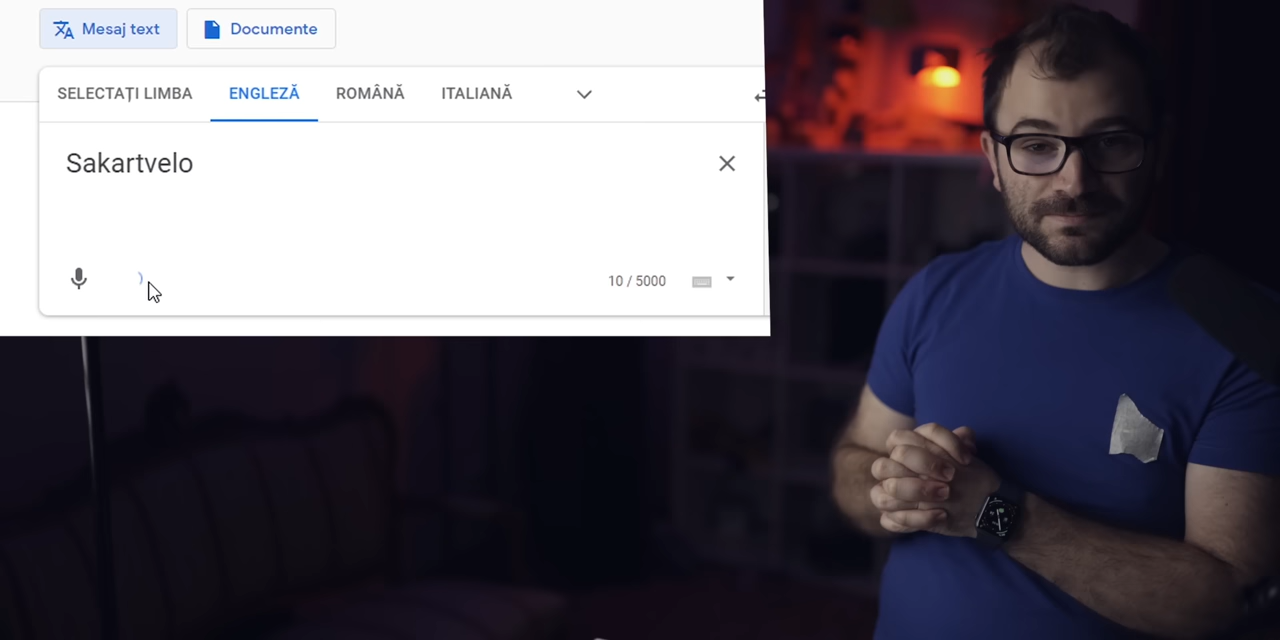 Mesaj text
Documente
SELECTAȚI LIMBA
ENGLEZĂ
ROMÂNĂ
ITALIANĂ
Sakartvelo
10 / 5000